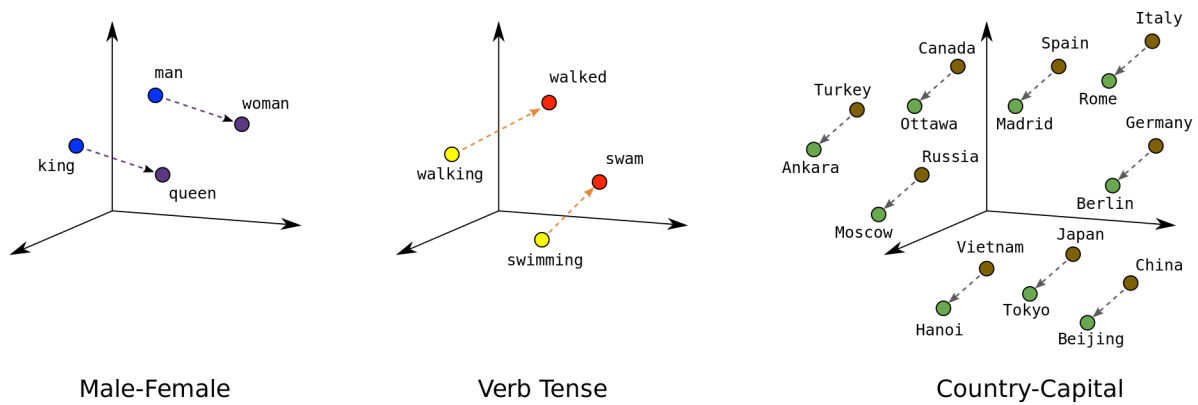 man
woman
king
queen
Male-Female
walked
walking
swam
swimming
Verb Tense
Italy
Spain
Canada
Rome
Turkey
Ottawa
Madrid
Germany
Ankara
Russia
Berlin
Moscow
Japan
Vietnam
China
Tokyo
Hanoi
Beijing
Country-Capital